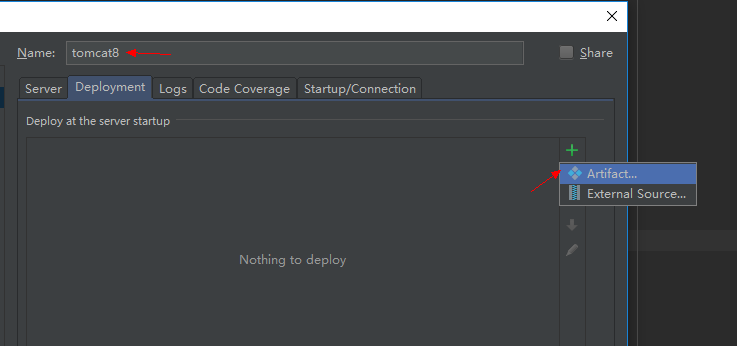 Name: tomcat8 Share
Server Deployment Logs Code Coverage Startup/Connection
Deploy at the server startup
Artifact...
External Source...
Nothing to deploy